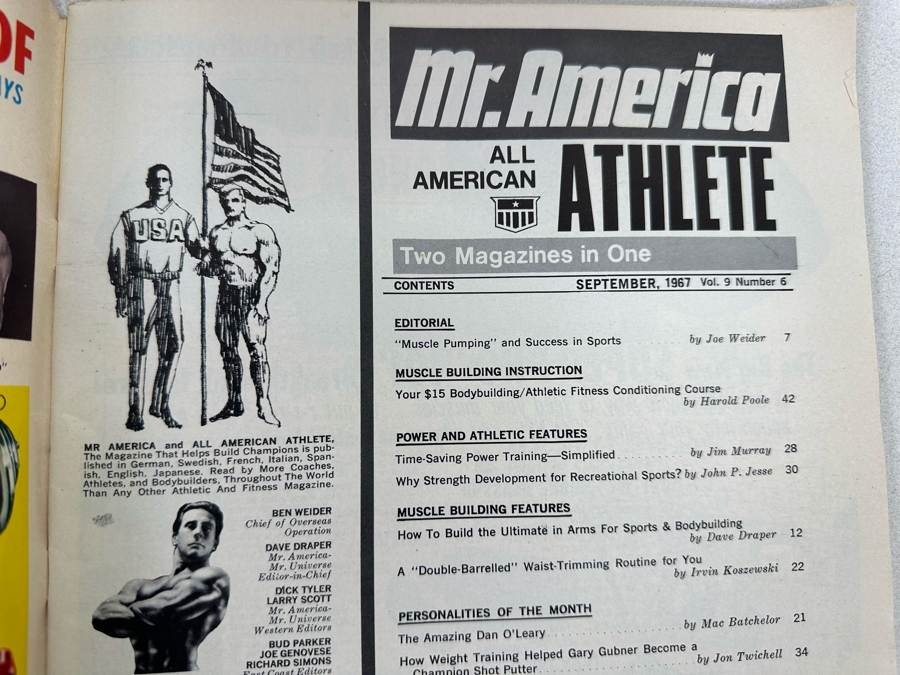 OF
AYS
USA
MR AMERICA and ALL AMERICAN ATHLETE,
The Magazine That Helps Build Champions is pub-
lished in German, Swedish, French, Italian, Span-
ish, English, Japanese. Read by More Coaches,
Athletes, and Bodybuilders, Throughout The World
Than Any Other Athletic And Fitness Magazine.
BEN WEIDER
Chief of Overseas
Operation
DAVE DRAPER
Mr. America-
Mr. Universe
Editor-in-Chief
DICK TYLER
LARRY SCOTT
Mr. America-
Mr. Universe
Western Editors
BUD PARKER
JOE GENOVESE
RICHARD SIMONS
East Coast Editors
Mr. America
ALL
AMERICAN
ATHLETE
Two Magazines in One
CONTENTS SEPTEMBER, 1967 Vol. 9 Number 6
EDITORIAL
"Muscle Pumping" and Success in Sports by Joe Weider 7
MUSCLE BUILDING INSTRUCTION
Your $15 Bodybuilding/Athletic Fitness Conditioning Course
by Harold Poole 42
POWER AND ATHLETIC FEATURES
Time-Saving Power Training—Simplified . . . . . . . . . . by Jim Murray 28
Why Strength Development for Recreational Sports? by John P. Jesse 30
MUSCLE BUILDING FEATURES
How To Build the Ultimate in Arms For Sports & Bodybuilding
by Dave Draper 12
A "Double-Barrelled" Waist-Trimming Routine for You
by Irvin Koszewski 22
PERSONALITIES OF THE MONTH
The Amazing Dan O'Leary . . . . . . . . . . . . . . . . . . by Mac Batchelor 21
How Weight Training Helped Gary Gubner Become a
Champion Shot Putter . . . . . . . . . . . . . . . . . . . . by Jon Twichell 34